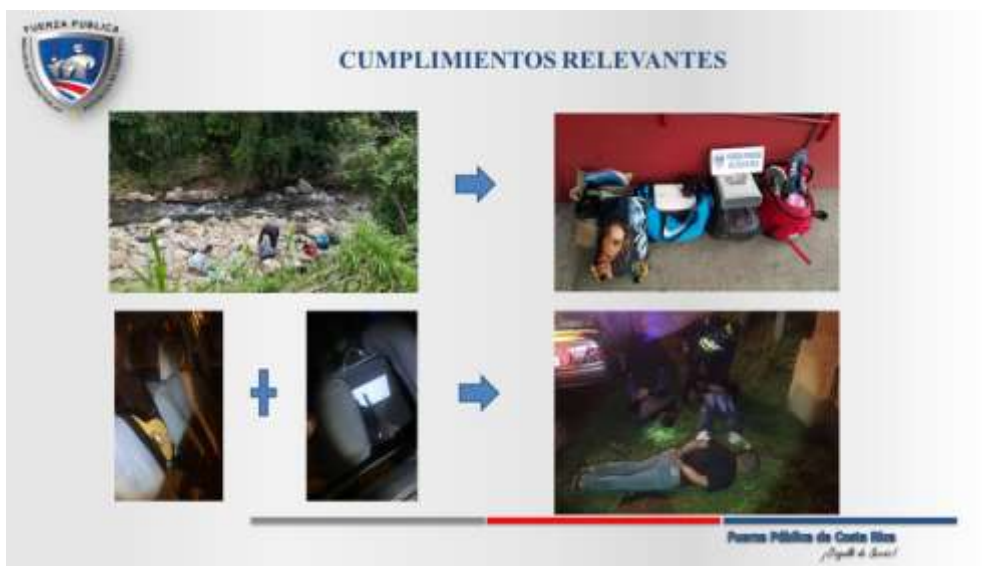 FUERZA PUBLICA
CUMPLIMIENTOS RELEVANTES
Fuerza Pública de Costa Rica